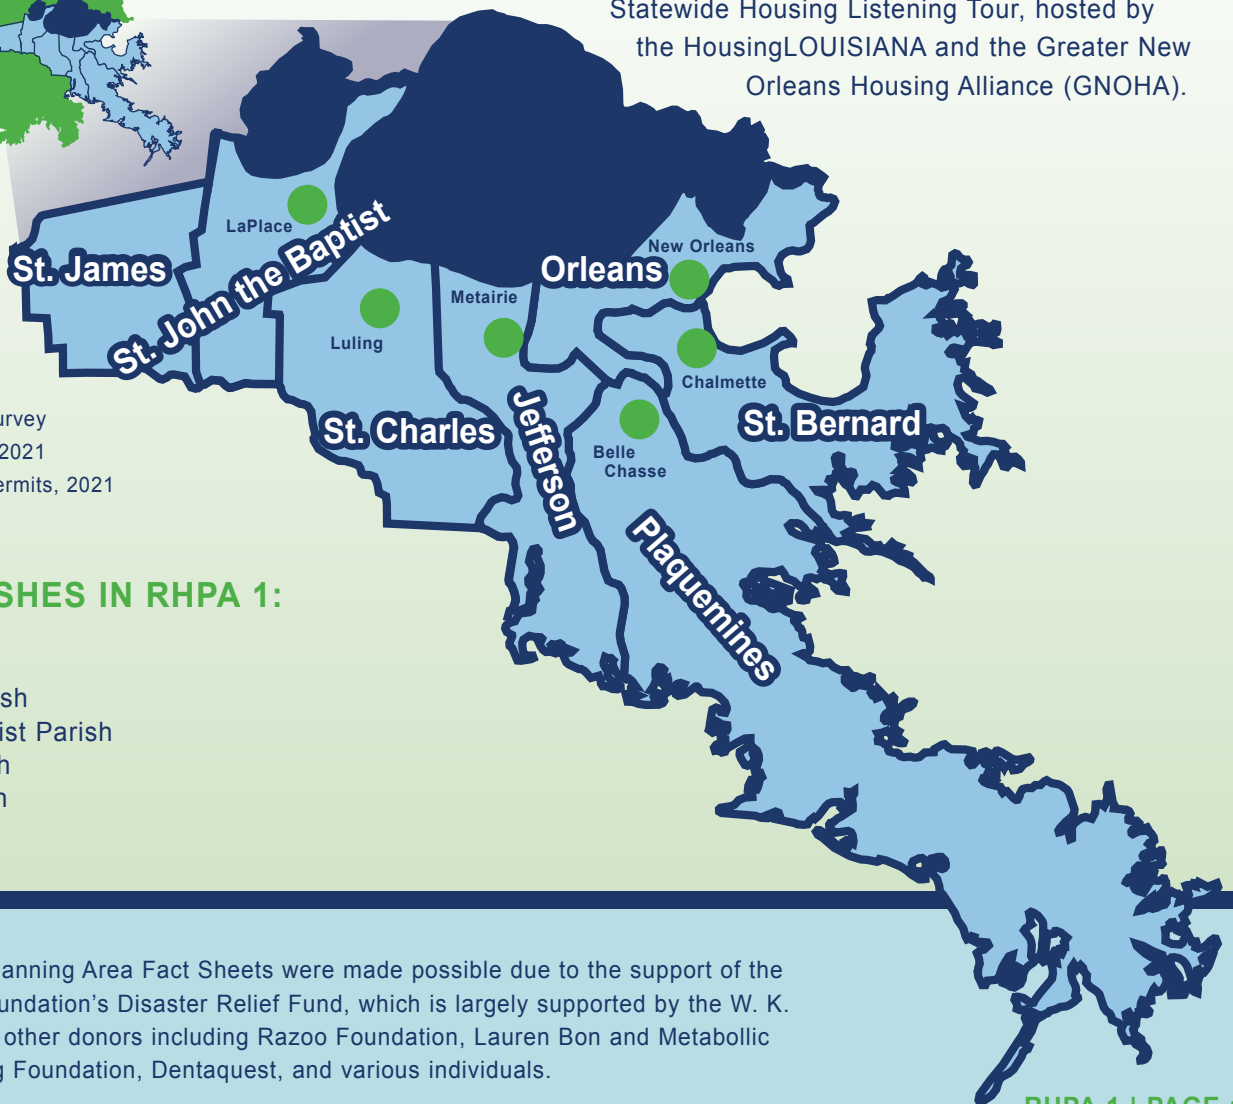 Statewide Housing Listening Tour, hosted by
the HousingLOUISIANA and the Greater New
Orleans Housing Alliance (GNOHA).
LaPlace
St. James
St. John the Baptist
New Orleans
Orleans
Metairie
Luling
Chalmette
St. Charles
Jefferson
St. Bernard
Belle
Chasse
Plaquemines
2021
ermits, 2021
SHES IN RHPA 1:
ist Parish
anning Area Fact Sheets were made possible due to the support of the
undation's Disaster Relief Fund, which is largely supported by the W. K.
other donors including Razoo Foundation, Lauren Bon and Metabollic
g Foundation, Dentaquest, and various individuals.
RHPA 1 | PAGE